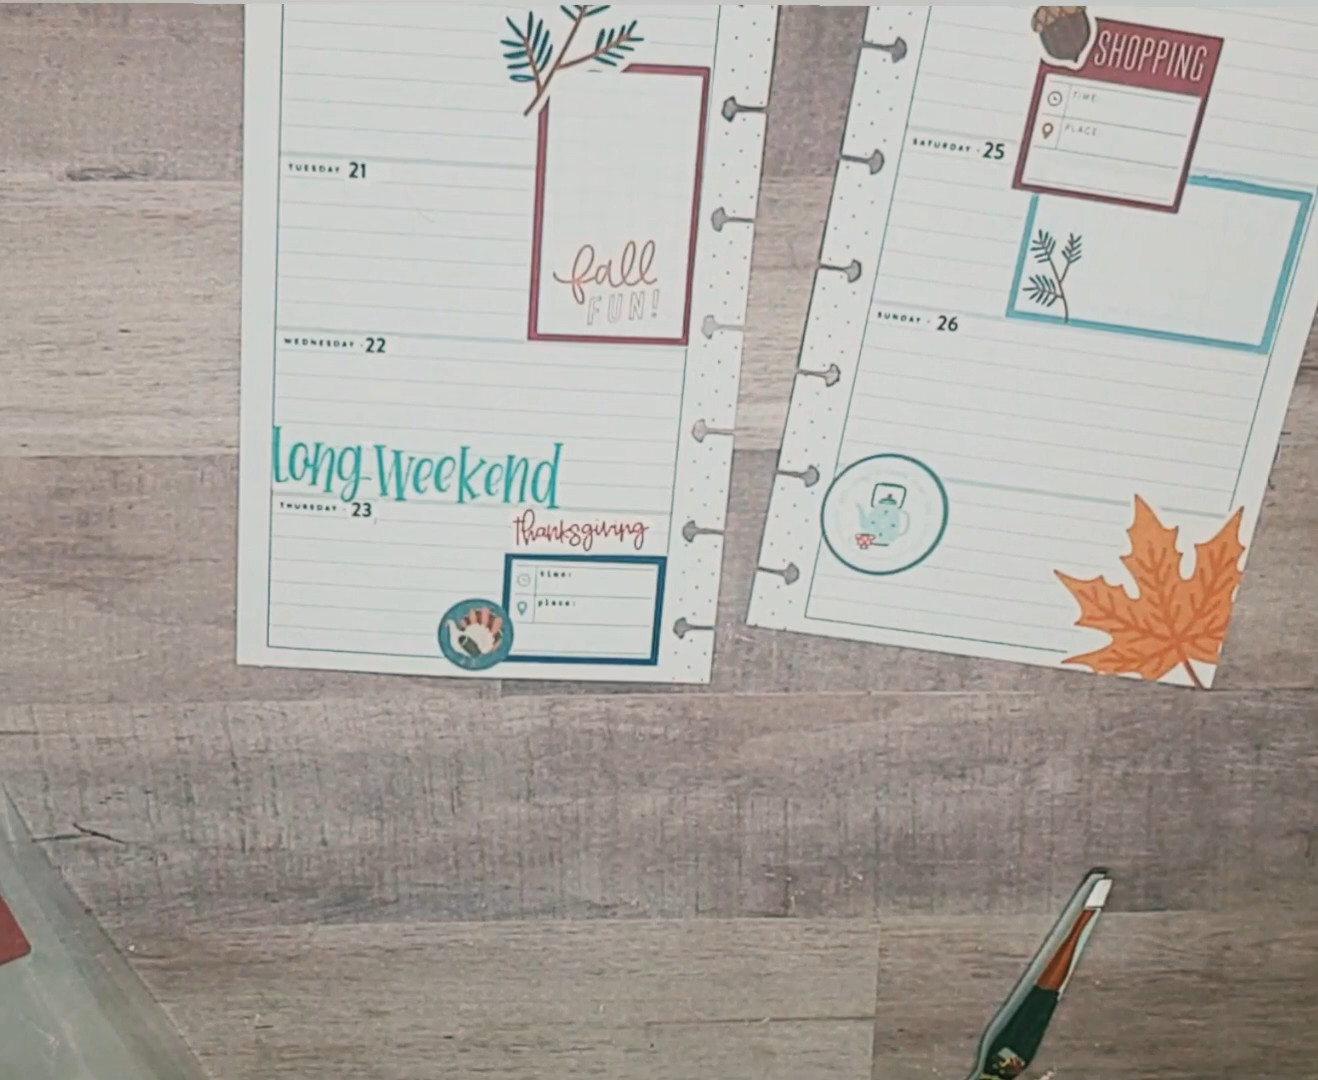 TUESDAY · 21
fall
FUN!
WEDNESDAY · 22
Long Weekend
THURSDAY · 23
thanksgiving
time:
place:
SHOPPING
TIME:
PLACE:
SATURDAY · 25
SUNDAY · 26